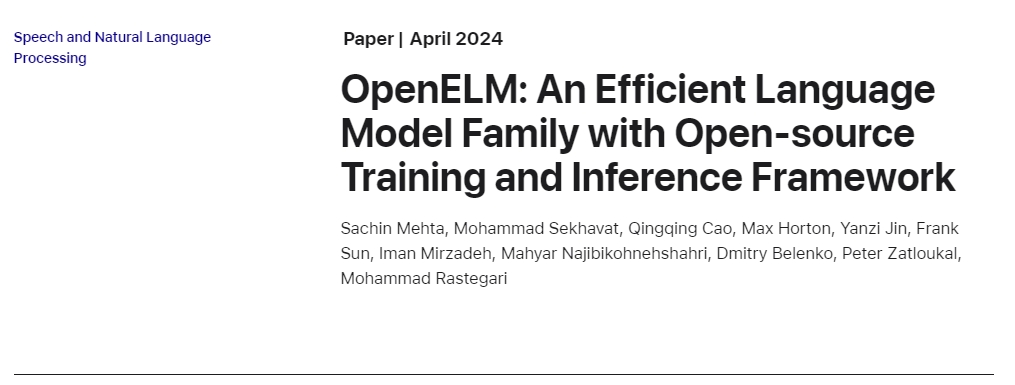 Speech and Natural Language
Processing
Paper | April 2024
OpenELM: An Efficient Language
Model Family with Open-source
Training and Inference Framework
Sachin Mehta, Mohammad Sekhavat, Qingqing Cao, Max Horton, Yanzi Jin, Frank
Sun, Iman Mirzadeh, Mahyar Najibikohnehshahri, Dmitry Belenko, Peter Zatloukal,
Mohammad Rastegari